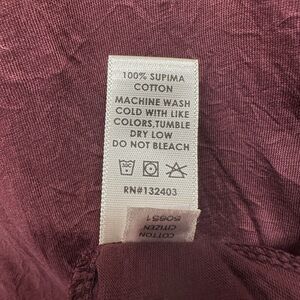 100% SUPIMA
COTTON
MACHINE WASH
COLD WITH LIKE
COLORS,TUMBLE
DRY LOW
DO NOT BLEACH
RN#132403
COTTON
CITIZEN
50651